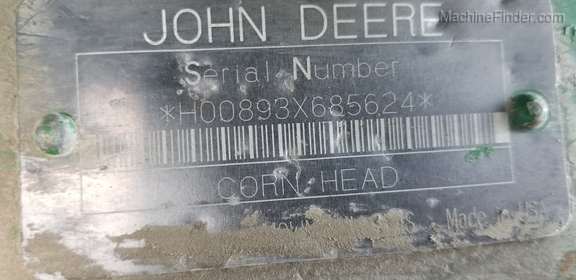 MachineFinder.com
JOHN DEERE
Serial Number
*H00893X685624*
CORN HEAD
Made in USA